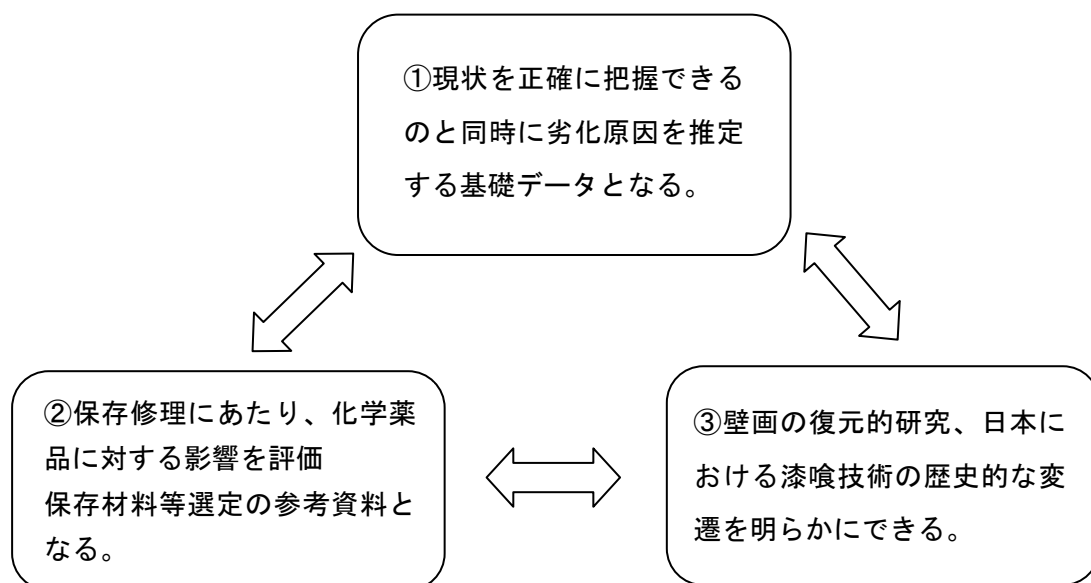 ①現状を正確に把握できる
のと同時に劣化原因を推定
する基礎データとなる。
②保存修理にあたり、化学薬
品に対する影響を評価
保存材料等選定の参考資料と
なる。
③壁画の復元的研究、日本に
おける漆喰技術の歴史的な変
遷を明らかにできる。